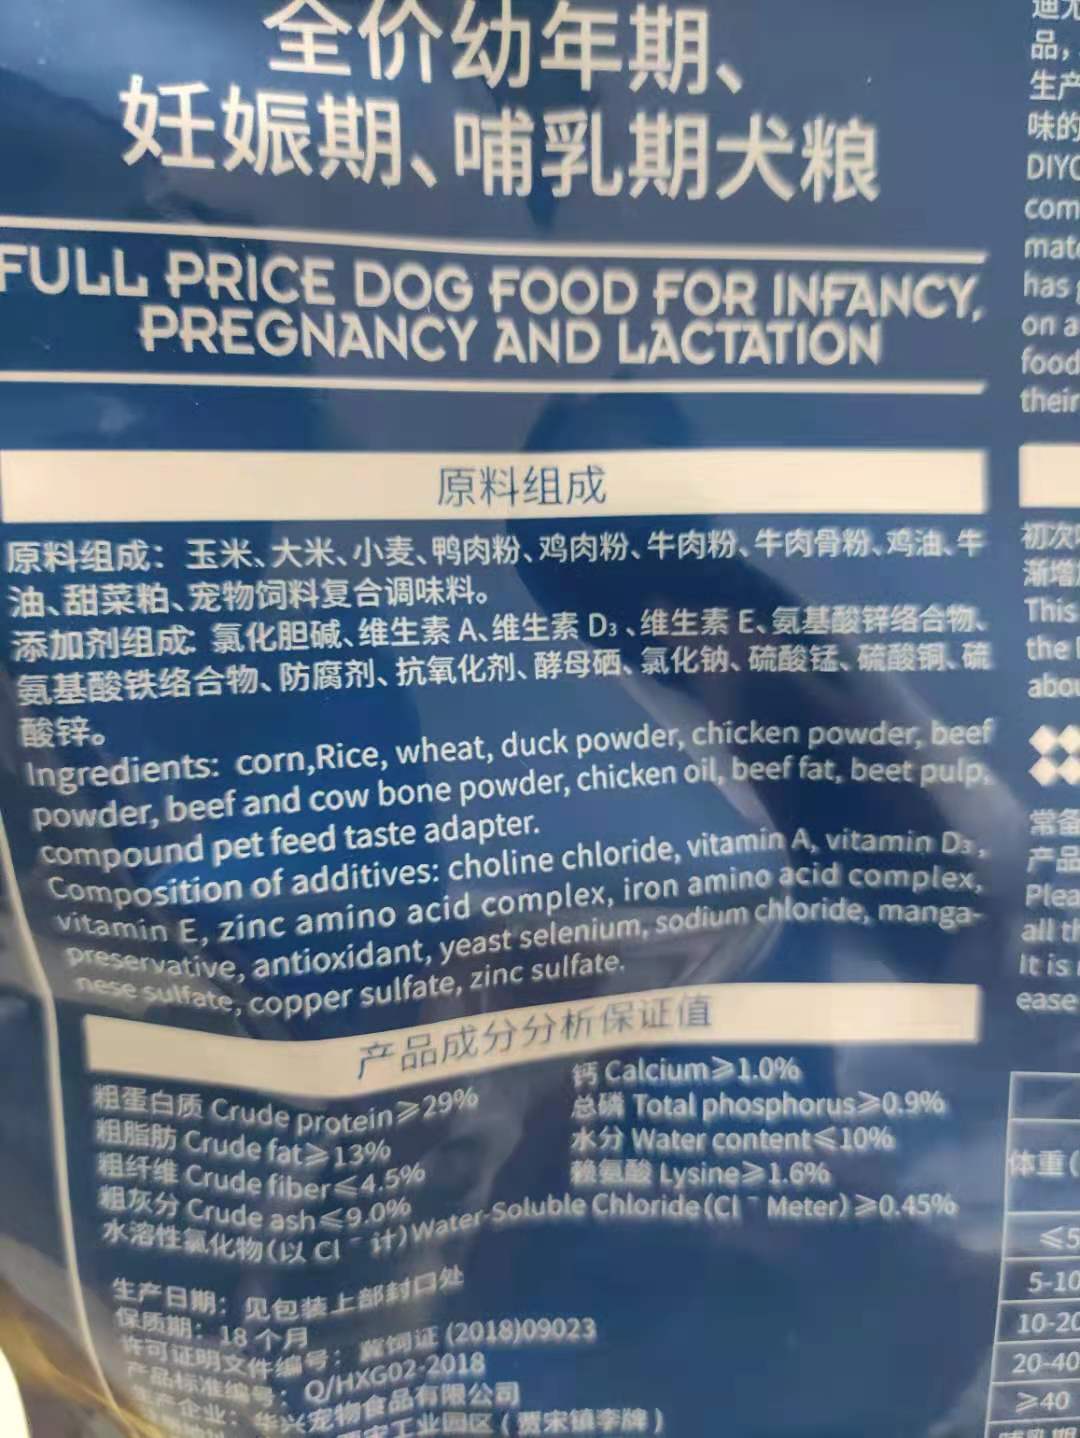 全价幼年期、
妊娠期、哺乳期犬粮
FULL PRICE DOG FOOD FOR INFANCY,
PREGNANCY AND LACTATION
原料组成
原料组成：玉米、大米、小麦、鸭肉粉、鸡肉粉、牛肉粉、牛肉骨粉、鸡油、牛
油、甜菜粕、宠物饲料复合调味料。
添加剂组成：氯化胆碱、维生素 A、维生素 D3、维生素 E、氨基酸锌络合物、
氨基酸铁络合物、防腐剂、抗氧化剂、酵母硒、氯化钠、硫酸锰、硫酸铜、硫
酸锌。
Ingredients: corn,Rice, wheat, duck powder, chicken powder, beef
powder, beef and cow bone powder, chicken oil, beef fat, beet pulp,
compound pet feed taste adapter.
Composition of additives: choline chloride, vitamin A, vitamin D3,
vitamin E, zinc amino acid complex, iron amino acid complex,
preservative, antioxidant, yeast selenium, sodium chloride, manga-
nese sulfate, copper sulfate, zinc sulfate.
产品成分分析保证值
粗蛋白质 Crude protein≥29%
粗脂肪 Crude fat≥13%
粗纤维 Crude fiber≤4.5%
粗灰分 Crude ash≤9.0%
钙 Calcium≥1.0%
总磷 Total phosphorus≥0.9%
水分 Water content≤10%
赖氨酸 Lysine≥1.6%
水溶性氯化物(以 Cl⁻计)Water-Soluble Chloride(Cl⁻ Meter)≥0.45%
生产日期：见包装上部封口处
保质期：18 个月
许可证明文件编号：冀饲证 (2018)09023
产品标准编号：Q/HXG02-2018
生产企业：华兴宠物食品有限公司
工业园区（贾宋镇李牌）
品，
生产
味的
DIYO
com
mate
has
on a
food
their
初次
渐增
This
the
abou
常备
产品
Plea
all th
It is
ease
体重(
≤5
5-10
10-20
20-40
≥40
哺乳期